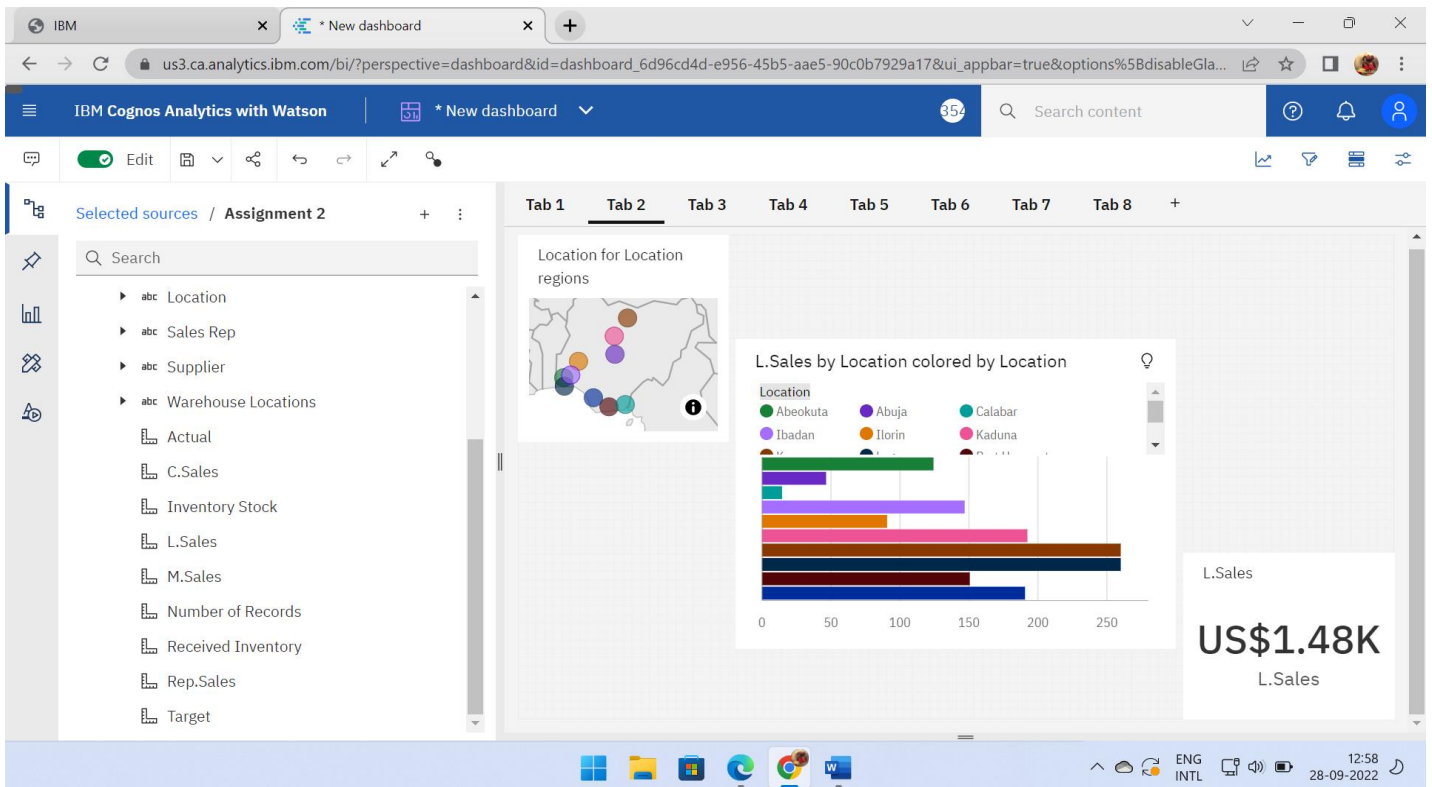 IBM
* New dashboard
us3.ca.analytics.ibm.com/bi/?perspective=dashboard&id=dashboard_6d96cd4d-e956-45b5-aae5-90c0b7929a17&ui_appbar=true&options%5BdisableGla...
IBM Cognos Analytics with Watson
* New dashboard
354
Search content
Edit
Selected sources / Assignment 2
Tab 1 Tab 2 Tab 3 Tab 4 Tab 5 Tab 6 Tab 7 Tab 8 +
Search
abc Location
abc Sales Rep
abc Supplier
abc Warehouse Locations
Actual
C.Sales
Inventory Stock
L.Sales
M.Sales
Number of Records
Received Inventory
Rep.Sales
Target
Location for Location
regions
L.Sales by Location colored by Location
Location
Abeokuta Abuja Calabar
Ibadan Ilorin Kaduna
0 50 100 150 200 250
L.Sales
US$1.48K
L.Sales
ENG
INTL
12:58
28-09-2022